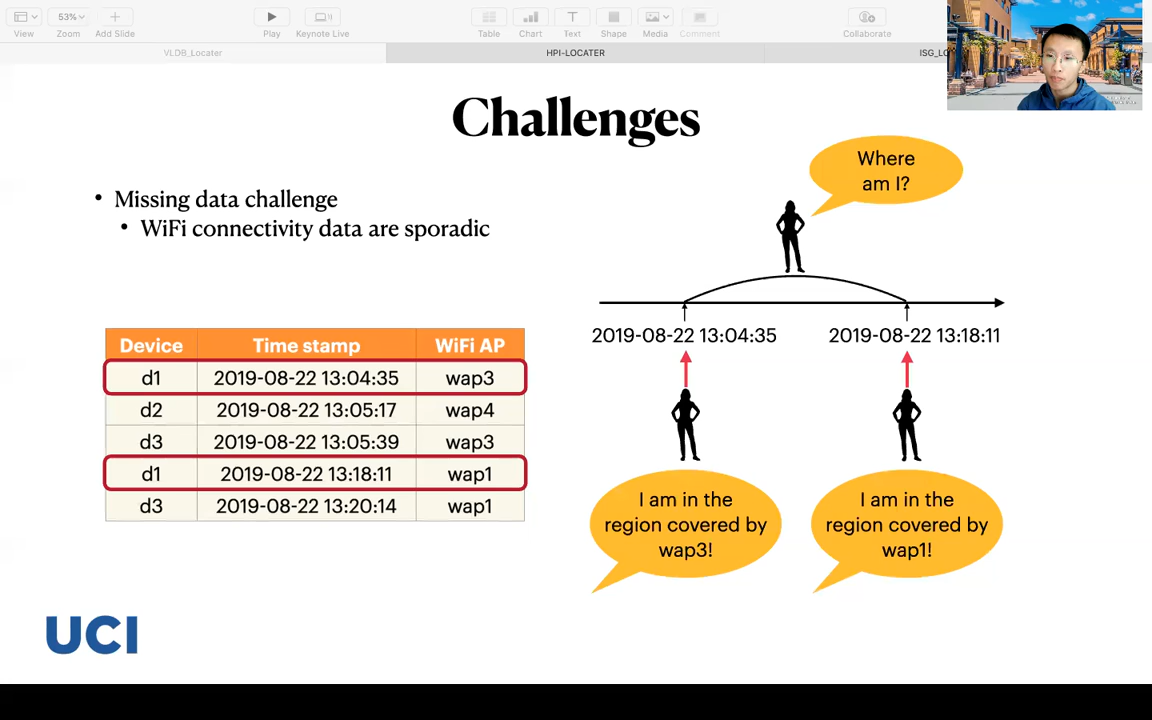 53%
View
Zoom
Add Slide
Play
Keynote Live
Table
Chart
Text
Shape
Media
Comment
Collaborate
VLDB_Locater
HPI-LOCATER
Challenges
• Missing data challenge
• WiFi connectivity data are sporadic
Where
am I?
2019-08-22 13:04:35
2019-08-22 13:18:11
Device Time stamp WiFi AP
d1 2019-08-22 13:04:35 wap3
d2 2019-08-22 13:05:17 wap4
d3 2019-08-22 13:05:39 wap3
d1 2019-08-22 13:18:11 wap1
d3 2019-08-22 13:20:14 wap1
I am in the
region covered by
wap3!
I am in the
region covered by
wap1!
UCI